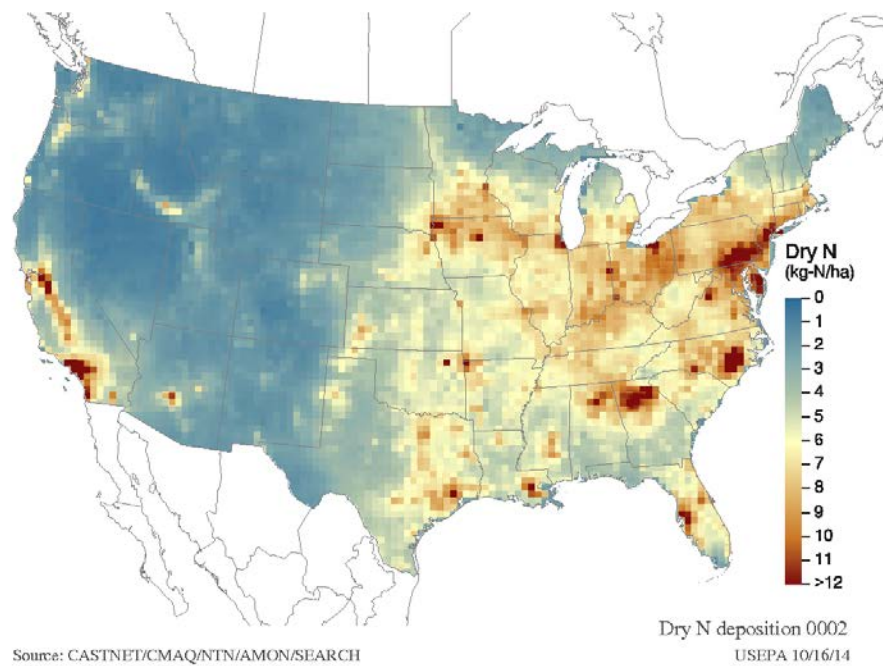 Dry N
(kg-N/ha)
0
1
2
3
4
5
6
7
8
9
10
11
>12
Dry N deposition 0002
Source: CASTNET/CMAQ/NTN/AMON/SEARCH
USEPA 10/16/14